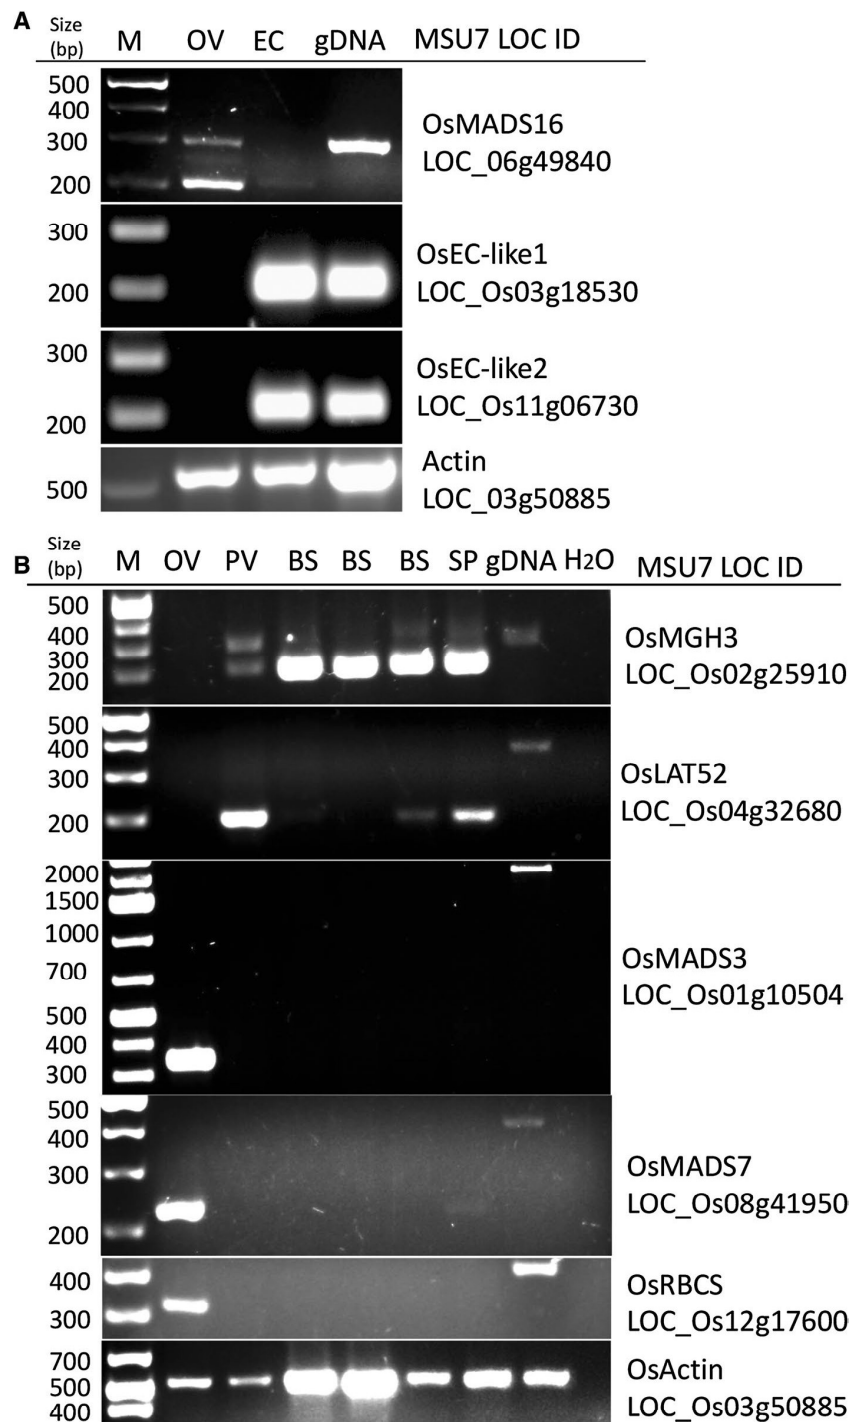 A
Size
(bp)
M OV EC gDNA MSU7 LOC ID
500
400
300
200
OsMADS16
LOC_06g49840
300
200
OsEC-like1
LOC_Os03g18530
300
200
OsEC-like2
LOC_Os11g06730
500
Actin
LOC_03g50885
B
Size
(bp)
M OV PV BS BS BS SP gDNA H2O MSU7 LOC ID
500
400
300
200
OsMGH3
LOC_Os02g25910
500
400
300
200
OsLAT52
LOC_Os04g32680
2000
1500
1000
700
500
400
300
OsMADS3
LOC_Os01g10504
500
400
300
200
OsMADS7
LOC_Os08g41950
400
300
OsRBCS
LOC_Os12g17600
700
500
400
OsActin
LOC_Os03g50885